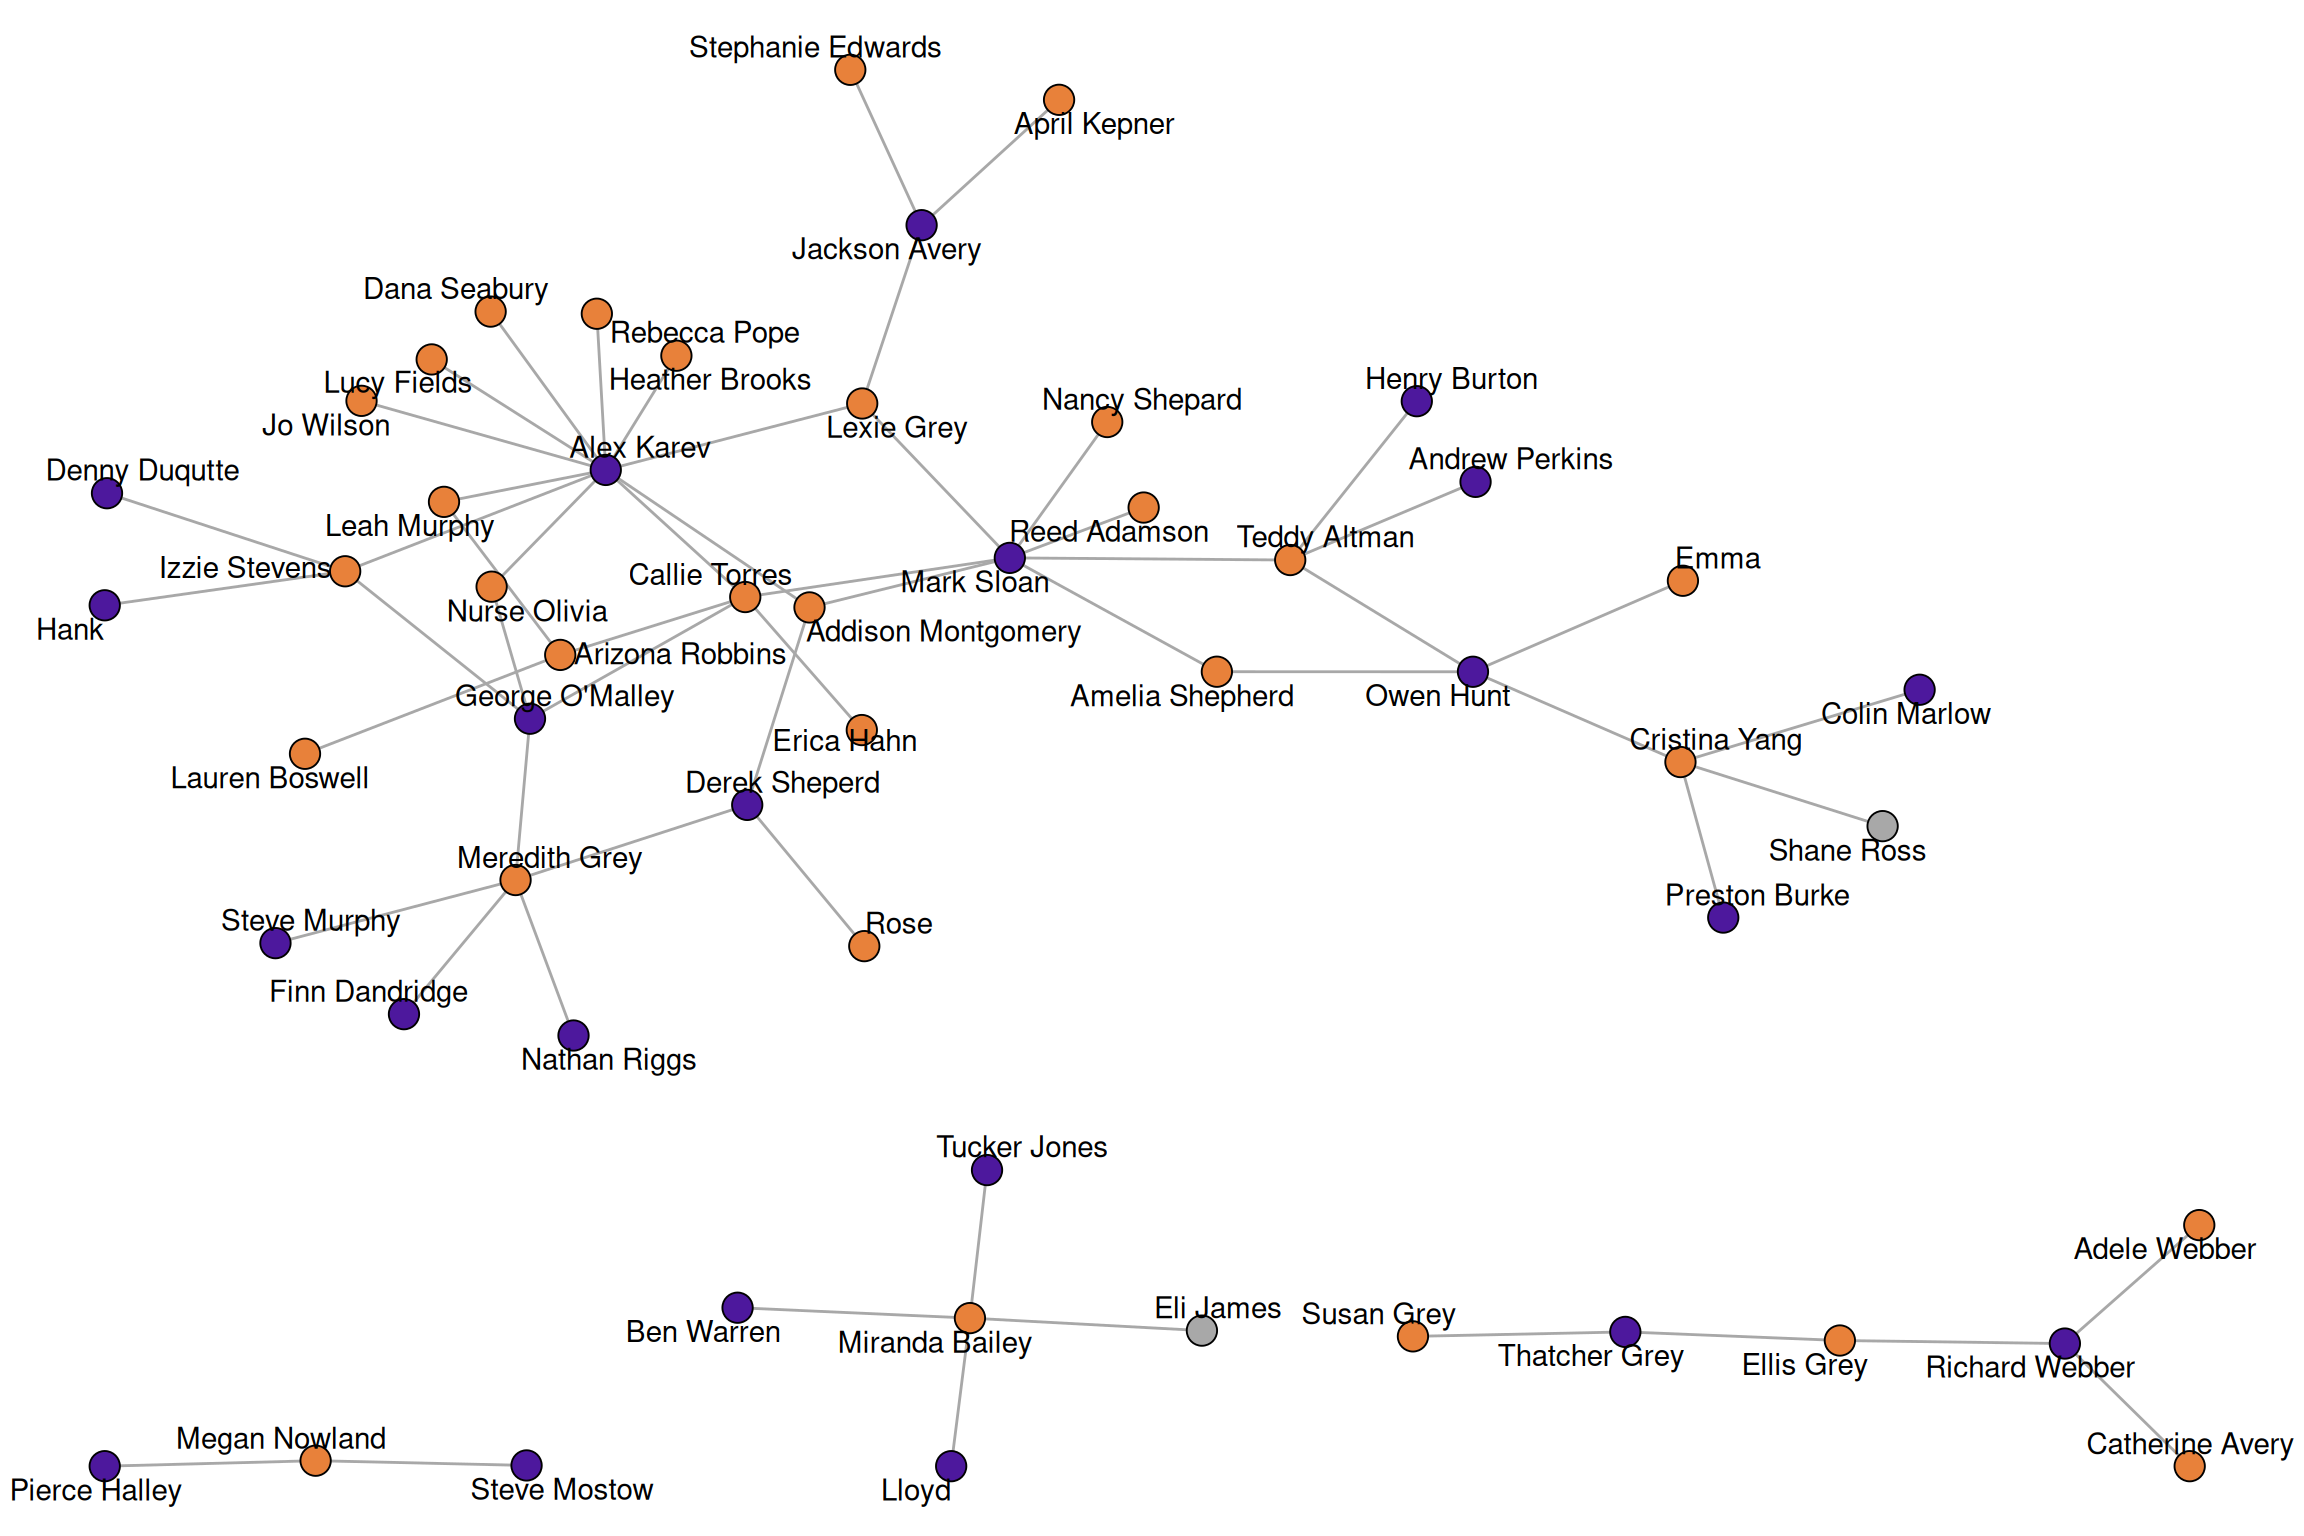 Stephanie Edwards
April Kepner
Jackson Avery
Dana Seabury
Rebecca Pope
Heather Brooks
Lucy Fields
Jo Wilson
Lexie Grey
Nancy Shepard
Henry Burton
Alex Karev
Andrew Perkins
Denny Duqutte
Leah Murphy
Reed Adamson
Teddy Altman
Izzie Stevens
Callie Torres
Mark Sloan
Emma
Hank
Nurse Olivia
Addison Montgomery
Arizona Robbins
George O'Malley
Amelia Shepherd
Owen Hunt
Colin Marlow
Erica Hahn
Cristina Yang
Lauren Boswell
Derek Sheperd
Meredith Grey
Shane Ross
Preston Burke
Steve Murphy
Rose
Finn Dandridge
Nathan Riggs
Tucker Jones
Adele Webber
Eli James
Susan Grey
Ben Warren
Miranda Bailey
Thatcher Grey
Ellis Grey
Richard Webber
Megan Nowland
Catherine Avery
Pierce Halley
Steve Mostow
Lloyd